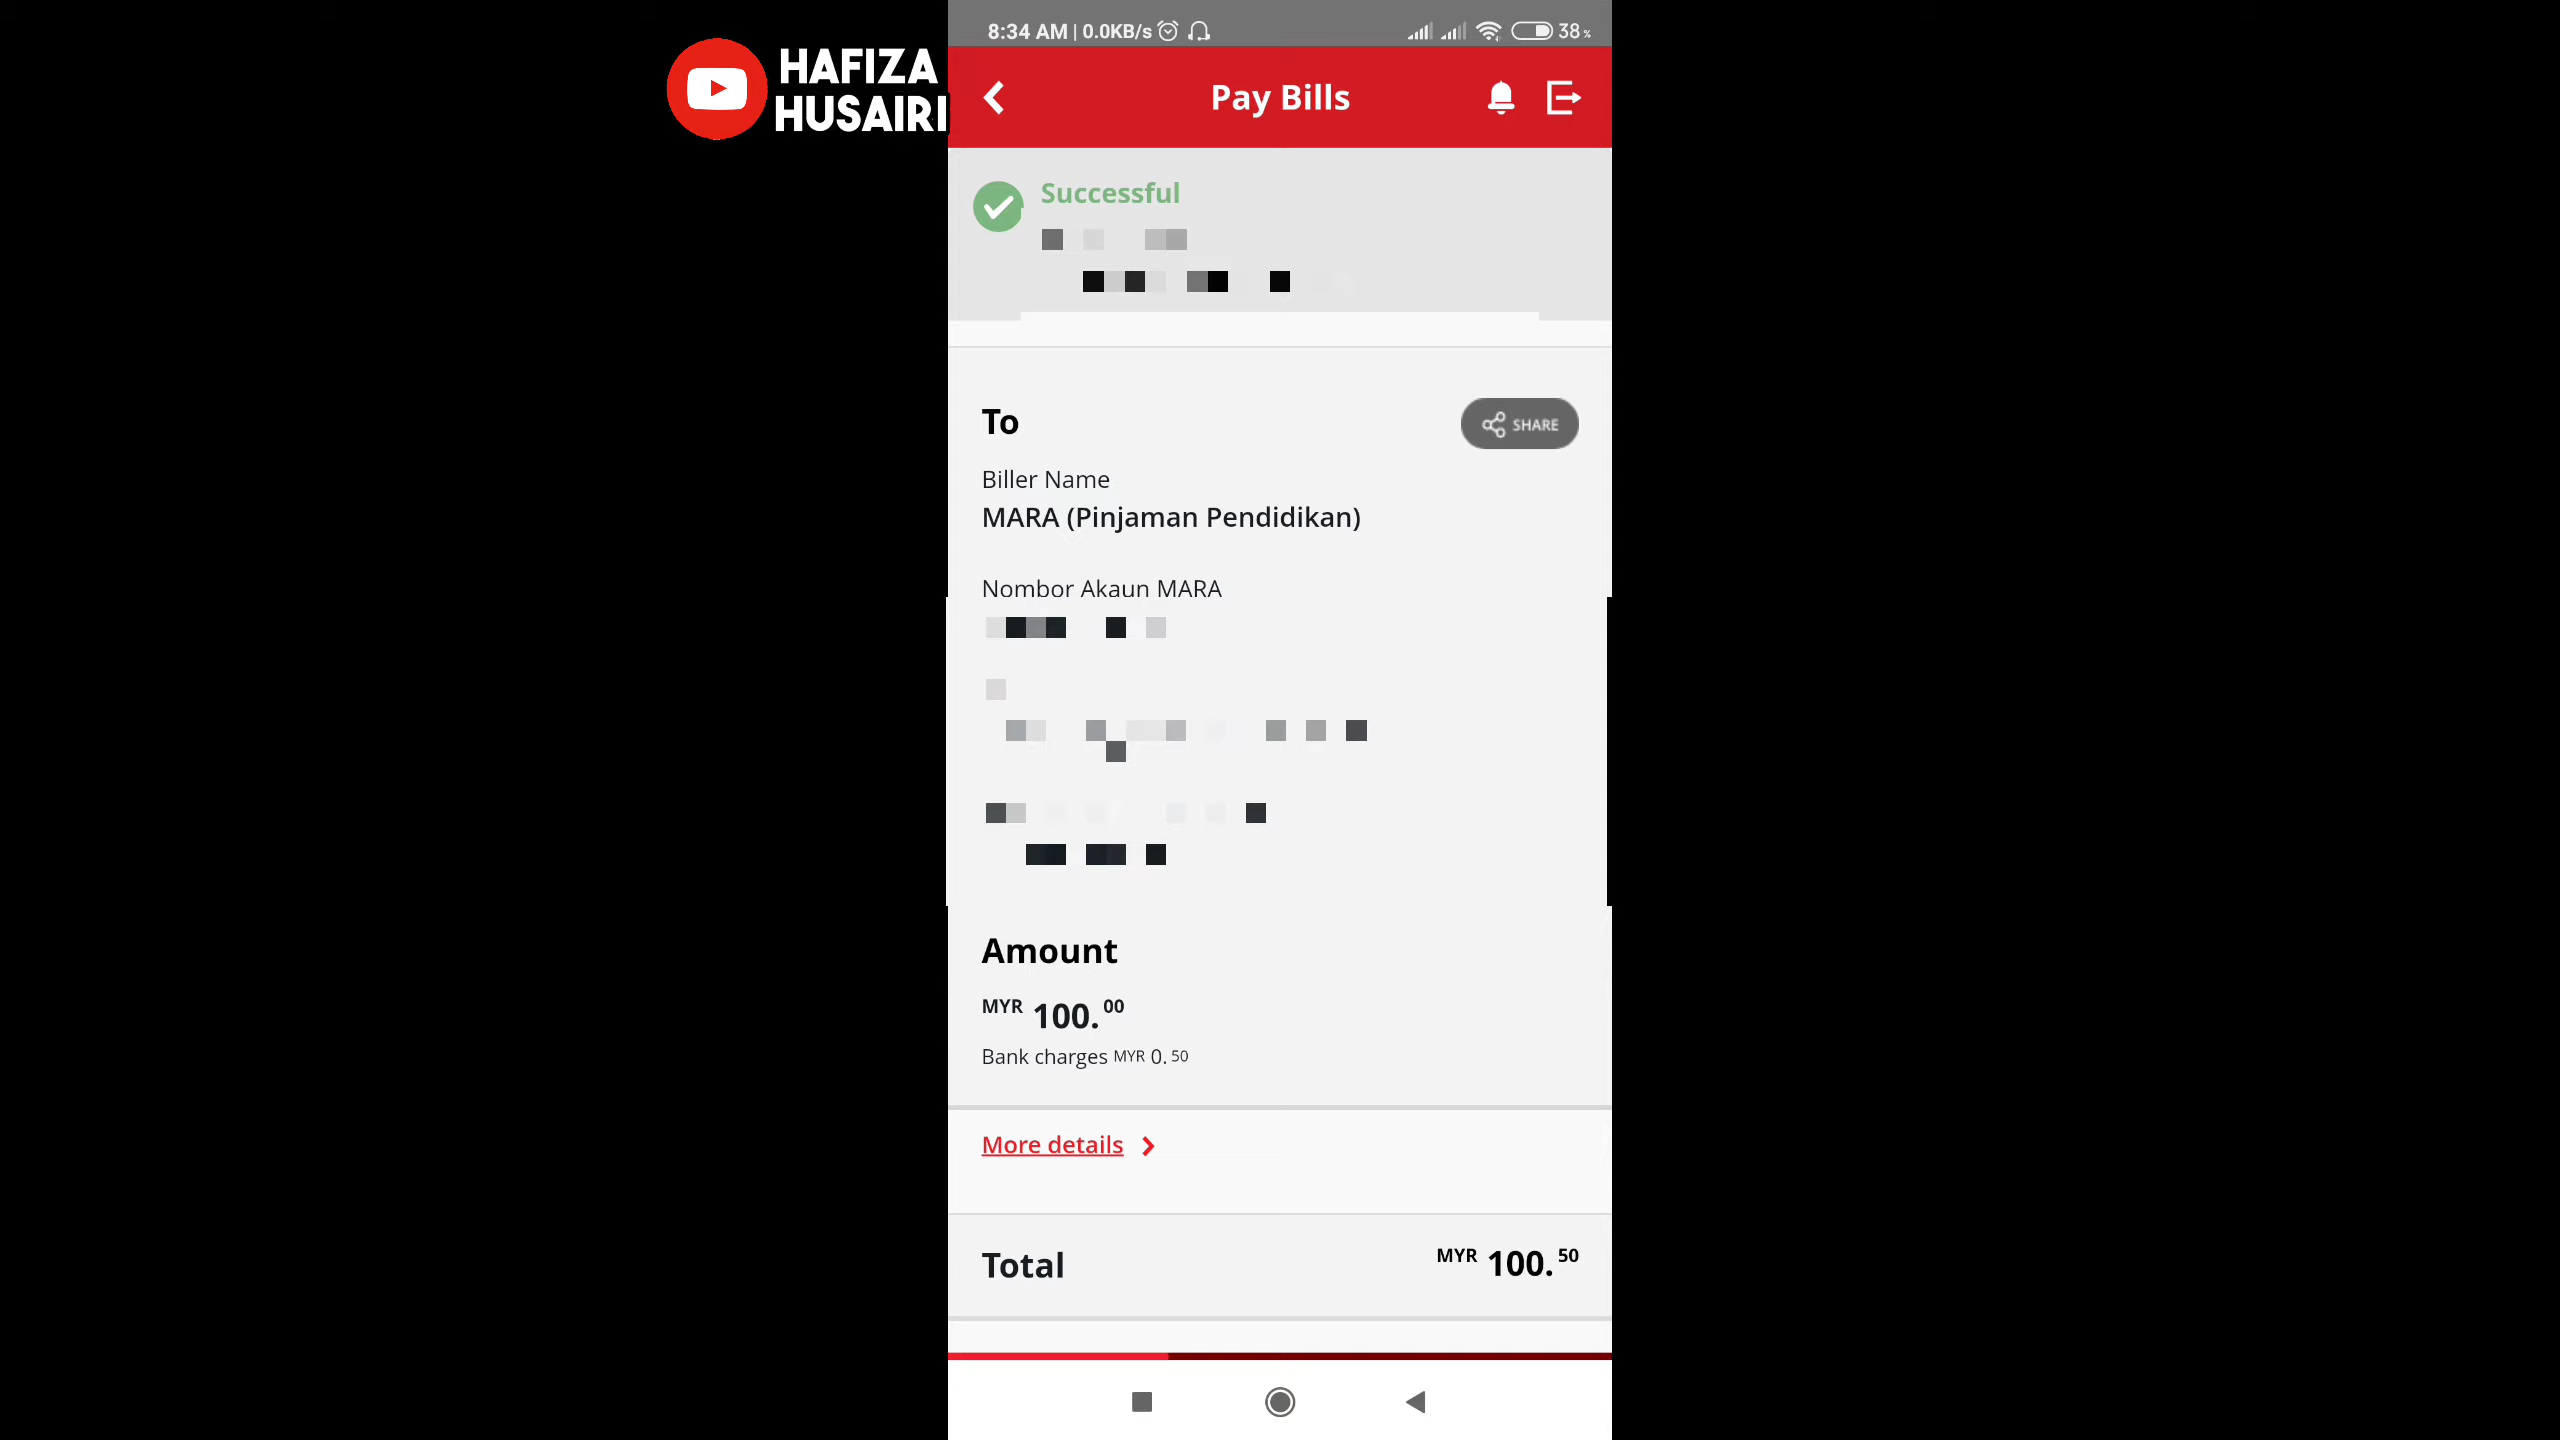 HAFIZA
HUSAIRI
8:34 AM | 0.0KB/s
38 %
Pay Bills
Successful
To
SHARE
Biller Name
MARA (Pinjaman Pendidikan)
Nombor Akaun MARA
Amount
MYR 100.00
Bank charges MYR 0.50
More details
Total
MYR 100.50